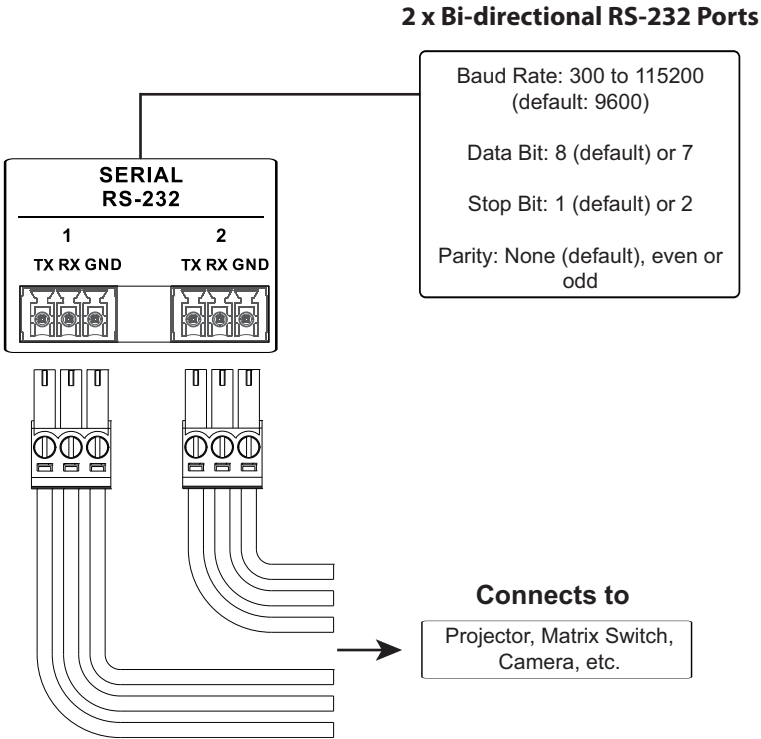 2 x Bi-directional RS-232 Ports
Baud Rate: 300 to 115200
(default: 9600)
Data Bit: 8 (default) or 7
Stop Bit: 1 (default) or 2
Parity: None (default), even or
odd
SERIAL
RS-232
1 2
TX RX GND TX RX GND
Connects to
Projector, Matrix Switch,
Camera, etc.